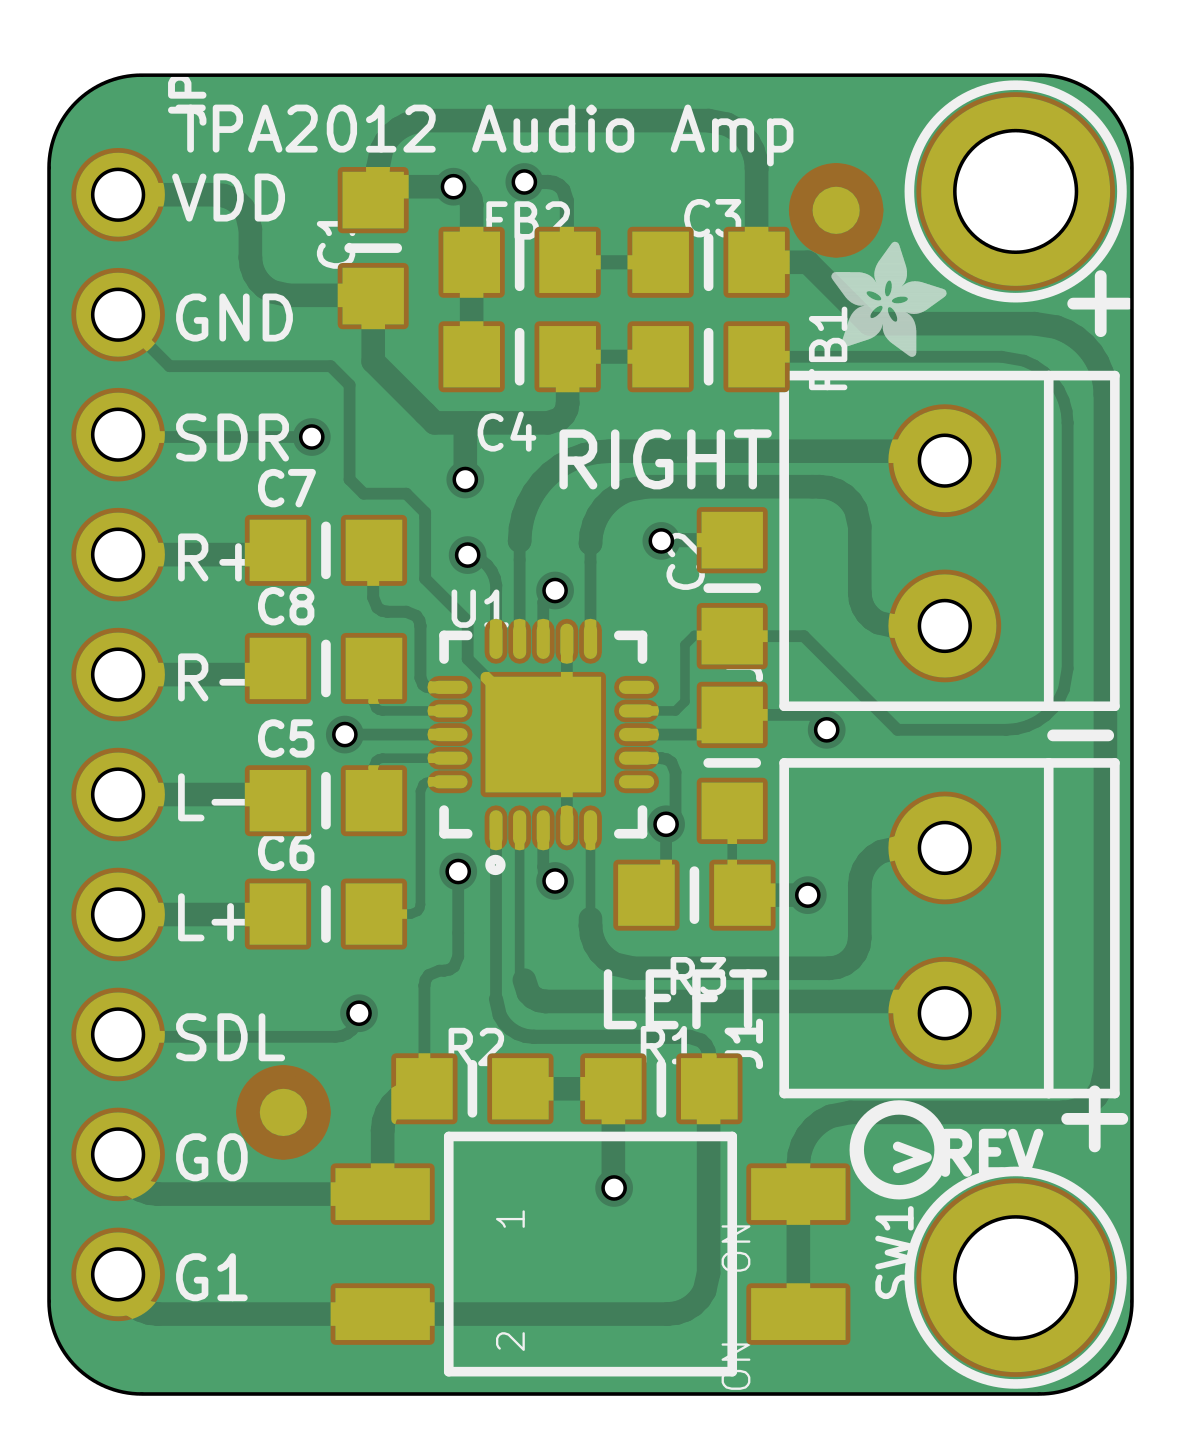 JP
TPA2012 Audio Amp
VDD
FB2
C3
C1
GND
FB1
SDR
C4
RIGHT
C7
R+
C2
C8
U1
R-
C5
L-
C6
L+
R3
LEFT
SDL
R2
R1
J1
G0
>REV
1
ON
SW1
G1
2
ON